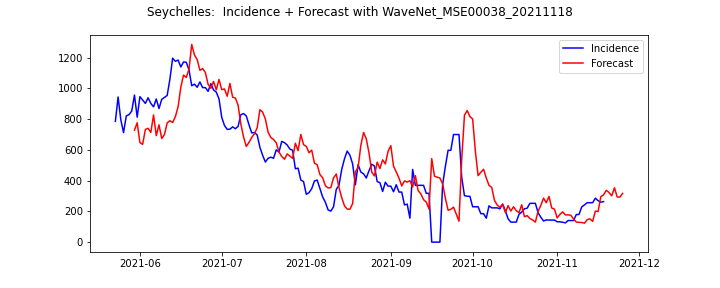 Seychelles:  Incidence + Forecast with WaveNet_MSE00038_20211118
1200
1000
800
600
400
200
0
Incidence
Forecast
2021-06 2021-07 2021-08 2021-09 2021-10 2021-11 2021-12